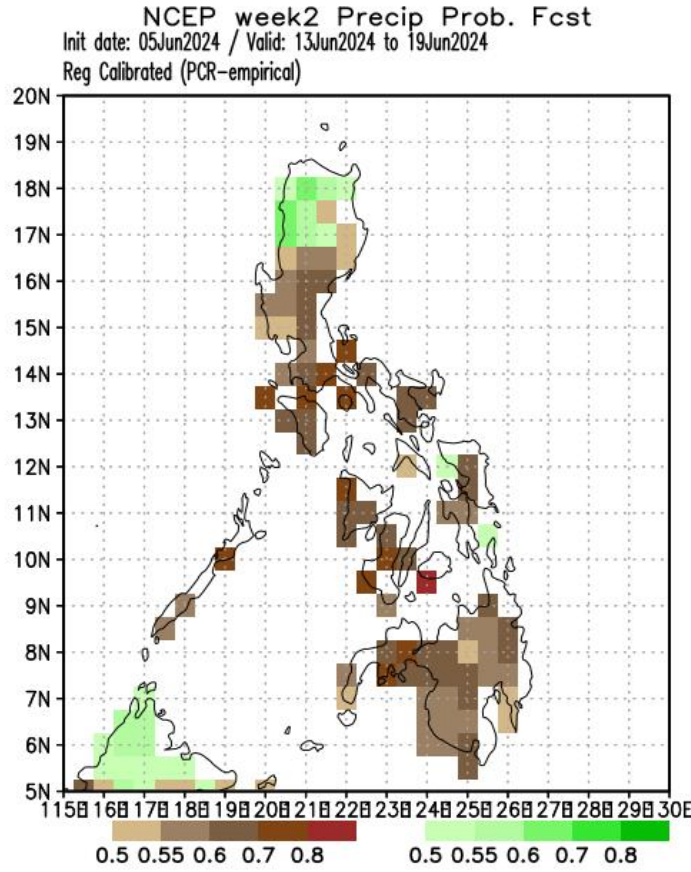 NCEP week2 Precip Prob. Fcst
Init date: 05Jun2024 / Valid: 13Jun2024 to 19Jun2024
Reg Calibrated (PCR-empirical)
20N
19N
18N
17N
16N
15N
14N
13N
12N
11N
10N
9N
8N
7N
6N
5N
115E 116E 117E 118E 119E 120E 121E 122E 123E 124E 125E 126E 127E 128E 129E 130E
0.5 0.55 0.6 0.7 0.8 0.5 0.55 0.6 0.7 0.8